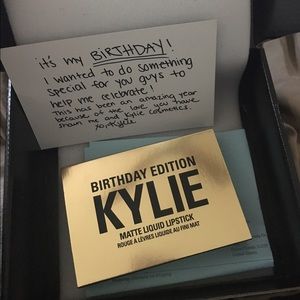 it's my BIRTHDAY!
I wanted to do something
special for you guys to
help me celebrate!
This has been an amazing year
because of the love you have
shown me and Kylie Cosmetics.
xo, Kylie
BIRTHDAY EDITION
KYLIE
MATTE LIQUID LIPSTICK
ROUGE À LÈVRES LIQUIDE AU FINI MAT